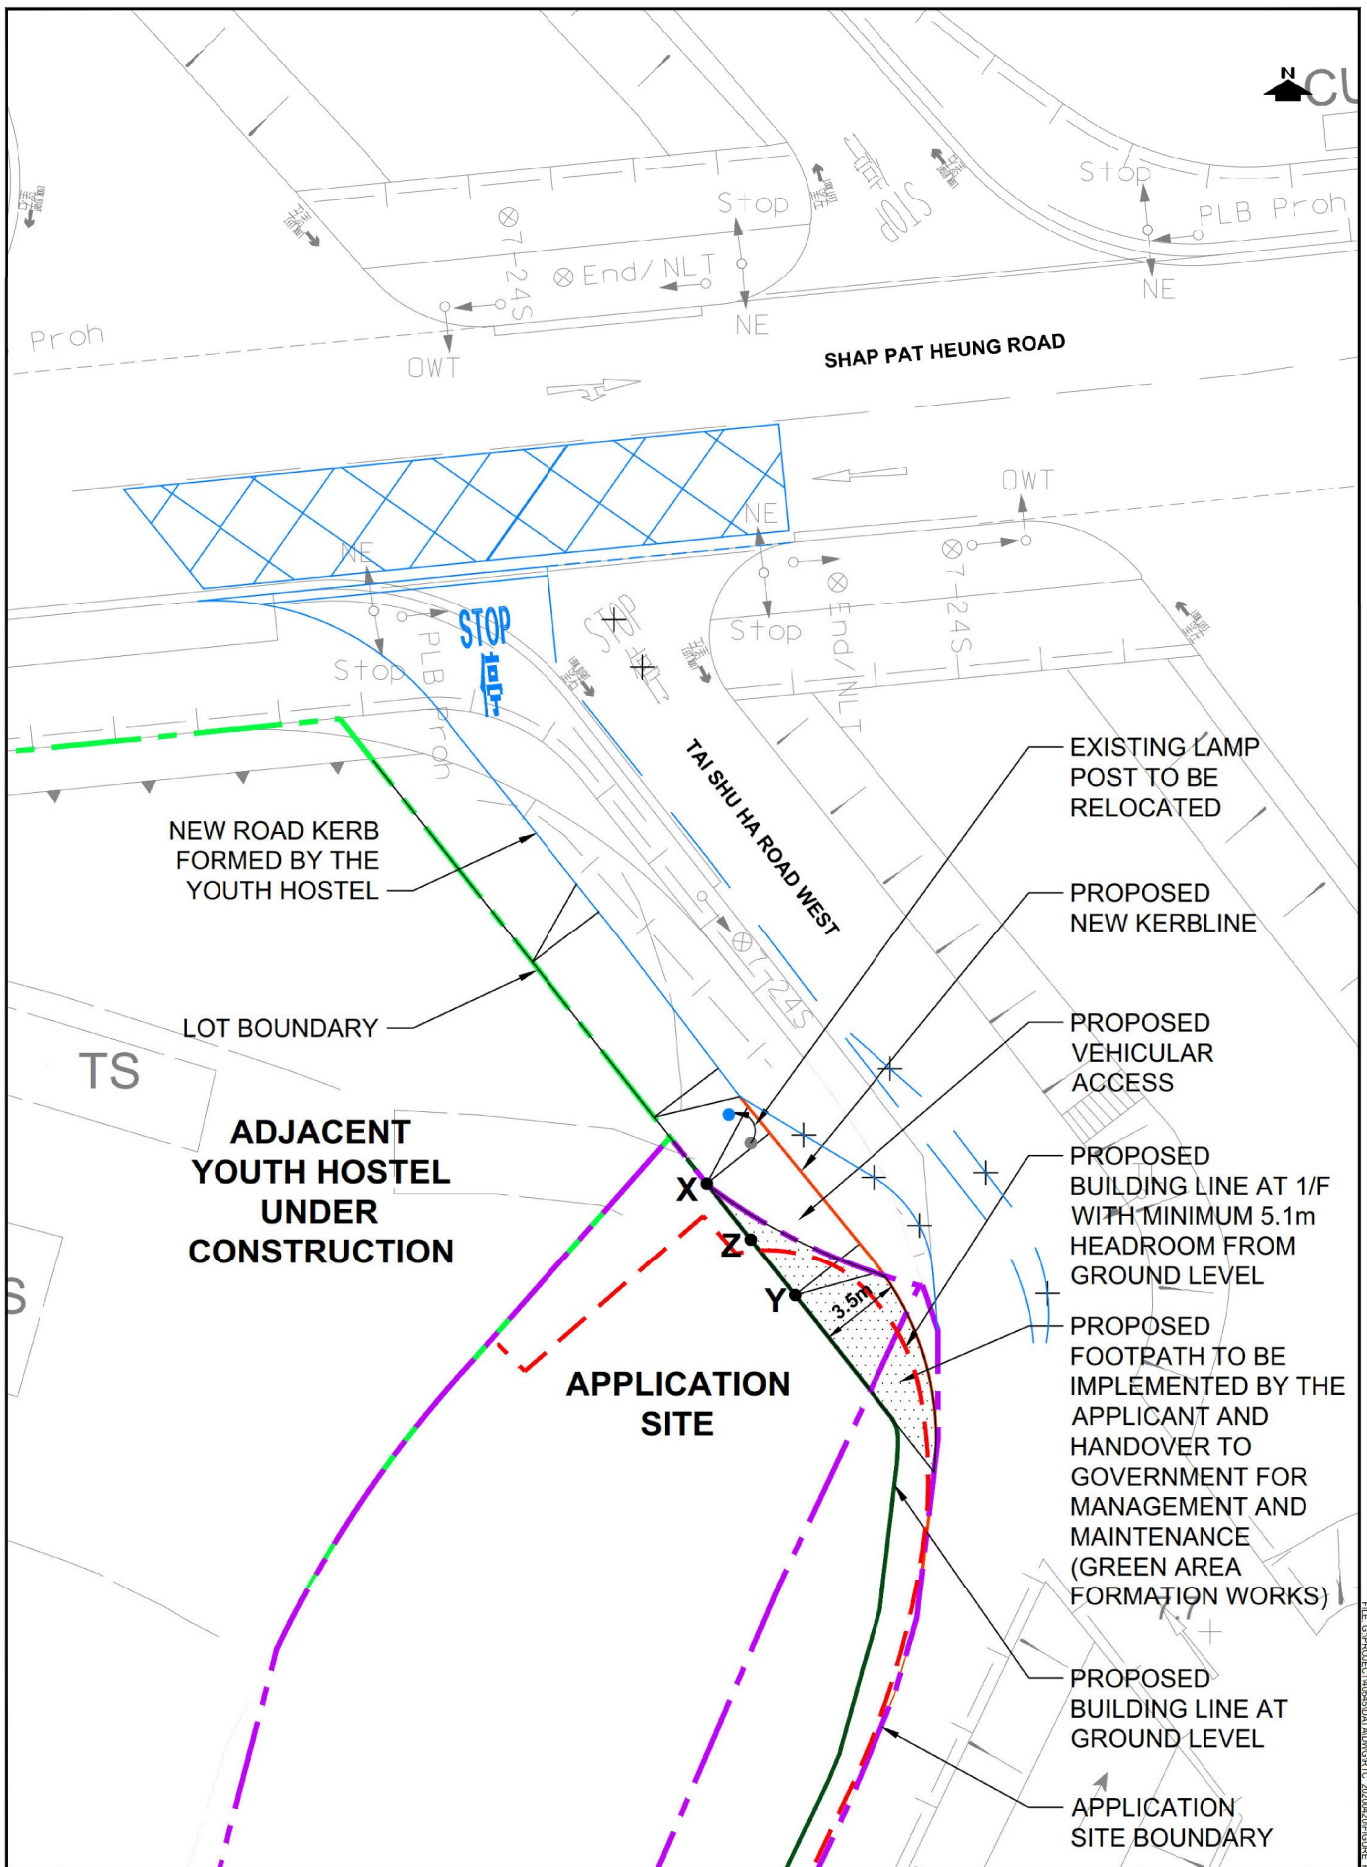 N
CU
Stop
STOP
PLB Proh
Stop
7-24S
End/NLT
NE
NE
Proh
OWT
SHAP PAT HEUNG ROAD
OWT
NE
NE
STOP
STOP
Stop
7-24S
End/NLT
Stop
PLB Proh
TAI SHU HA ROAD WEST
EXISTING LAMP
POST TO BE
RELOCATED
NEW ROAD KERB
FORMED BY THE
YOUTH HOSTEL
PROPOSED
NEW KERBLINE
7-24S
LOT BOUNDARY
PROPOSED
VEHICULAR
ACCESS
TS
ADJACENT
YOUTH HOSTEL
UNDER
CONSTRUCTION
PROPOSED
BUILDING LINE AT 1/F
WITH MINIMUM 5.1m
HEADROOM FROM
GROUND LEVEL
X
Z
Y
3.5m
S
PROPOSED
FOOTPATH TO BE
IMPLEMENTED BY THE
APPLICANT AND
HANDOVER TO
GOVERNMENT FOR
MANAGEMENT AND
MAINTENANCE
(GREEN AREA
FORMATION WORKS)
APPLICATION
SITE
7.7
PROPOSED
BUILDING LINE AT
GROUND LEVEL
APPLICATION
SITE BOUNDARY